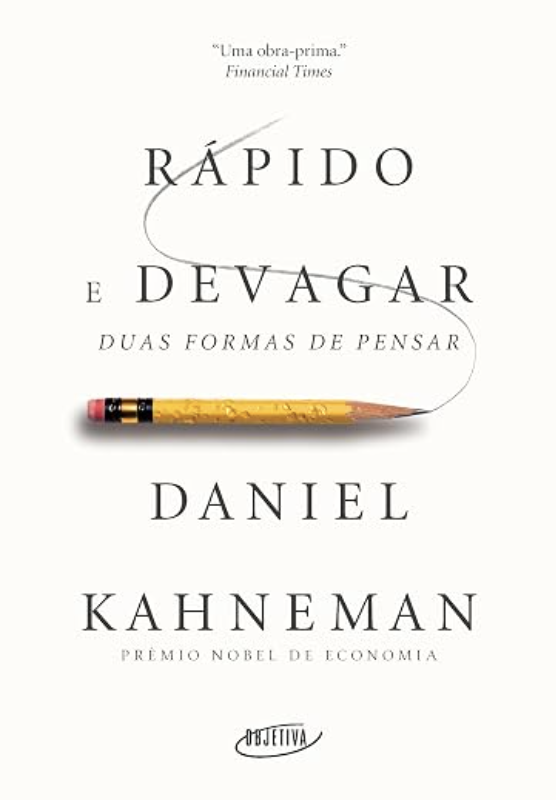 “Uma obra-prima.”
Financial Times
RÁPIDO
E DEVAGAR
DUAS FORMAS DE PENSAR
DANIEL
KAHNEMAN
PRÊMIO NOBEL DE ECONOMIA
OBJETIVA